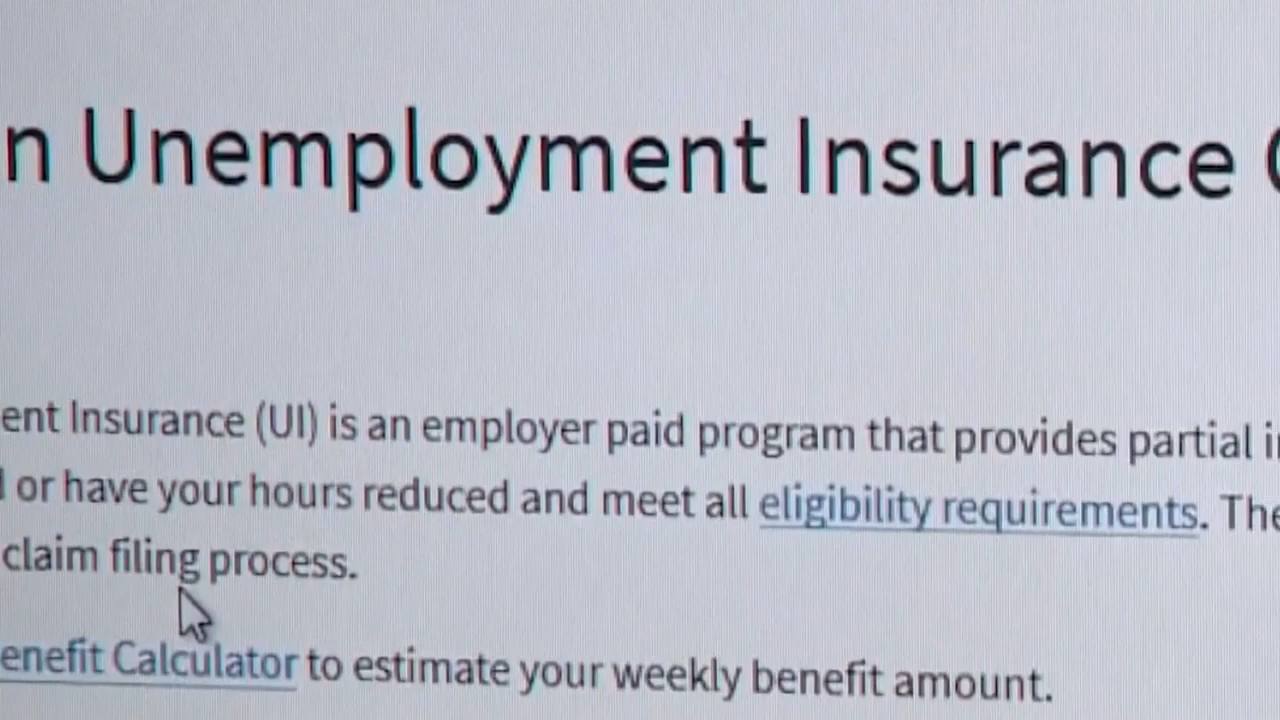 n Unemployment Insurance
ent Insurance (UI) is an employer paid program that provides partial
or have your hours reduced and meet all eligibility requirements. The
claim filing process.
enefit Calculator to estimate your weekly benefit amount.